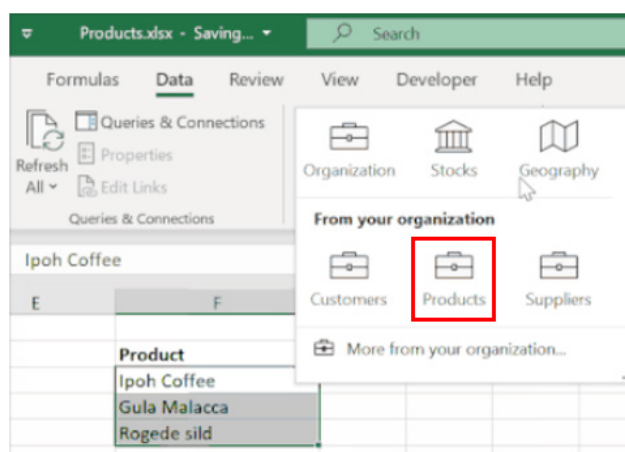 Products.xlsx - Saving...
Search
Formulas Data Review View Developer Help
Refresh All
Queries & Connections
Properties
Edit Links
Queries & Connections
Organization Stocks Geography
From your organization
Customers Products Suppliers
More from your organization...
Ipoh Coffee
E F
Product
Ipoh Coffee
Gula Malacca
Rogede sild